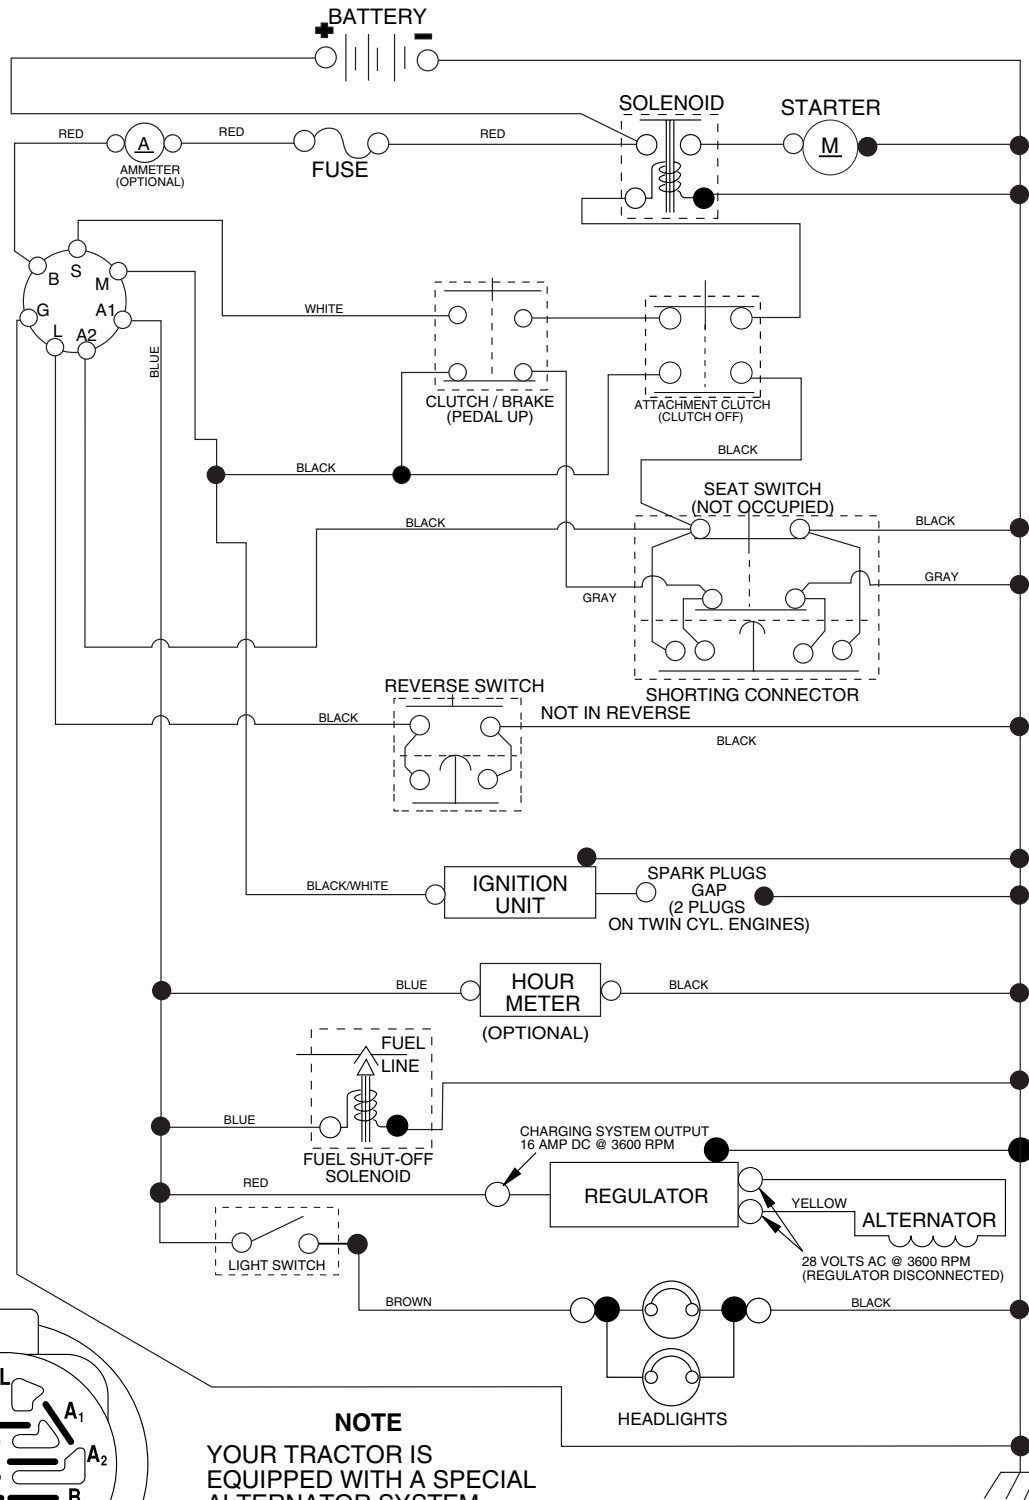 BATTERY
SOLENOID
STARTER
RED
A
RED
RED
M
AMMETER
(OPTIONAL)
FUSE
B
S
M
G
A1
L
A2
WHITE
BLUE
CLUTCH / BRAKE
(PEDAL UP)
ATTACHMENT CLUTCH
(CLUTCH OFF)
BLACK
BLACK
SEAT SWITCH
(NOT OCCUPIED)
BLACK
BLACK
GRAY
GRAY
REVERSE SWITCH
SHORTING CONNECTOR
BLACK
NOT IN REVERSE
BLACK
IGNITION
UNIT
BLACK/WHITE
SPARK PLUGS
GAP
(2 PLUGS
ON TWIN CYL. ENGINES)
BLUE
HOUR
METER
BLACK
(OPTIONAL)
FUEL
LINE
BLUE
FUEL SHUT-OFF
SOLENOID
CHARGING SYSTEM OUTPUT
16 AMP DC @ 3600 RPM
RED
REGULATOR
YELLOW
ALTERNATOR
LIGHT SWITCH
28 VOLTS AC @ 3600 RPM
(REGULATOR DISCONNECTED)
BROWN
BLACK
HEADLIGHTS
L
A1
A2
B
NOTE
YOUR TRACTOR IS
EQUIPPED WITH A SPECIAL
ALTERNATOR SYSTEM